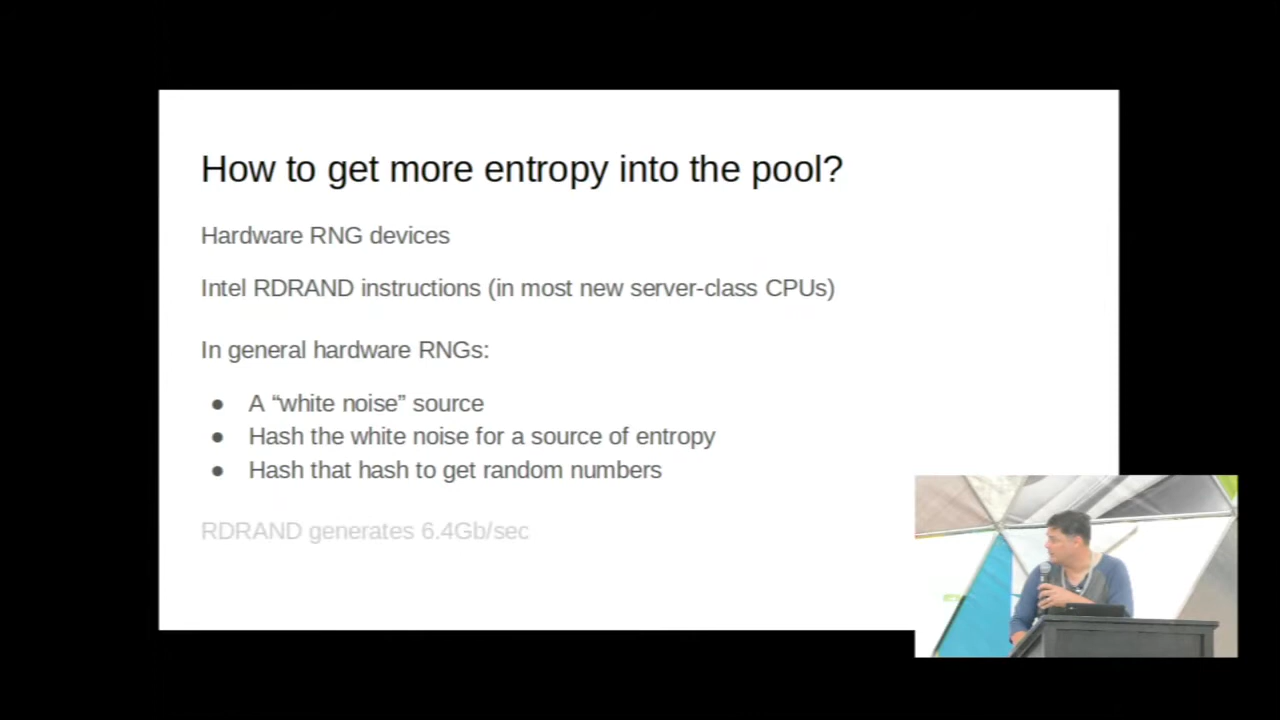 How to get more entropy into the pool?
Hardware RNG devices
Intel RDRAND instructions (in most new server-class CPUs)
In general hardware RNGs:
● A “white noise” source
● Hash the white noise for a source of entropy
● Hash that hash to get random numbers
RDRAND generates 6.4Gb/sec